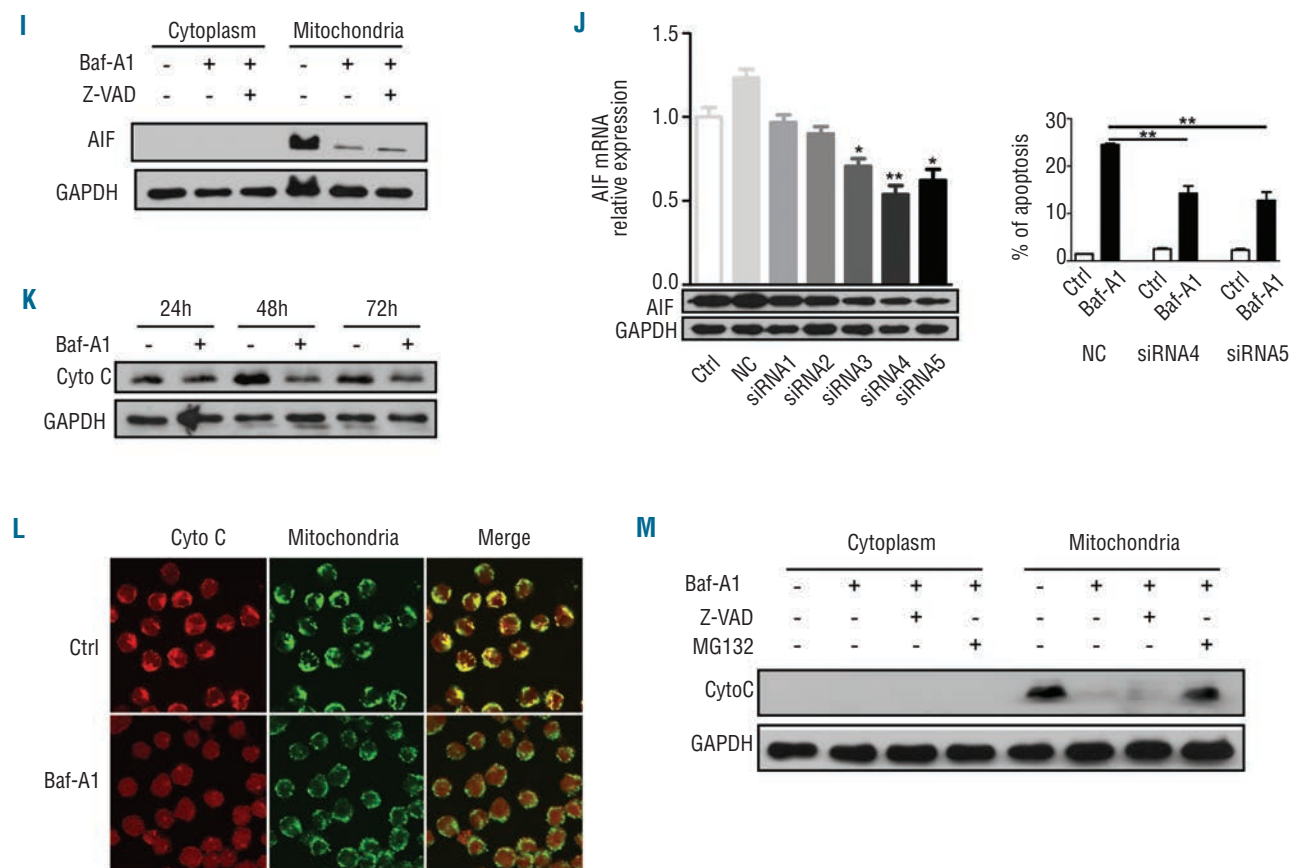 I
Cytoplasm Mitochondria
Baf-A1 - + + - + +
Z-VAD - - + - - +
AIF
GAPDH
J
AIF mRNA
relative expression
1.5
1.0
0.5
0.0
* ** *
AIF
GAPDH
Ctrl NC siRNA1 siRNA2 siRNA3 siRNA4 siRNA5
% of apoptosis
30
20
10
0
**
**
Ctrl Baf-A1 Ctrl Baf-A1 Ctrl Baf-A1
NC siRNA4 siRNA5
K
24h 48h 72h
Baf-A1 - + - + - +
Cyto C
GAPDH
L
Cyto C Mitochondria Merge
Ctrl
Baf-A1
M
Cytoplasm Mitochondria
Baf-A1 - + + + - + + +
Z-VAD - - + - - - + -
MG132 - - - + - - - +
CytoC
GAPDH